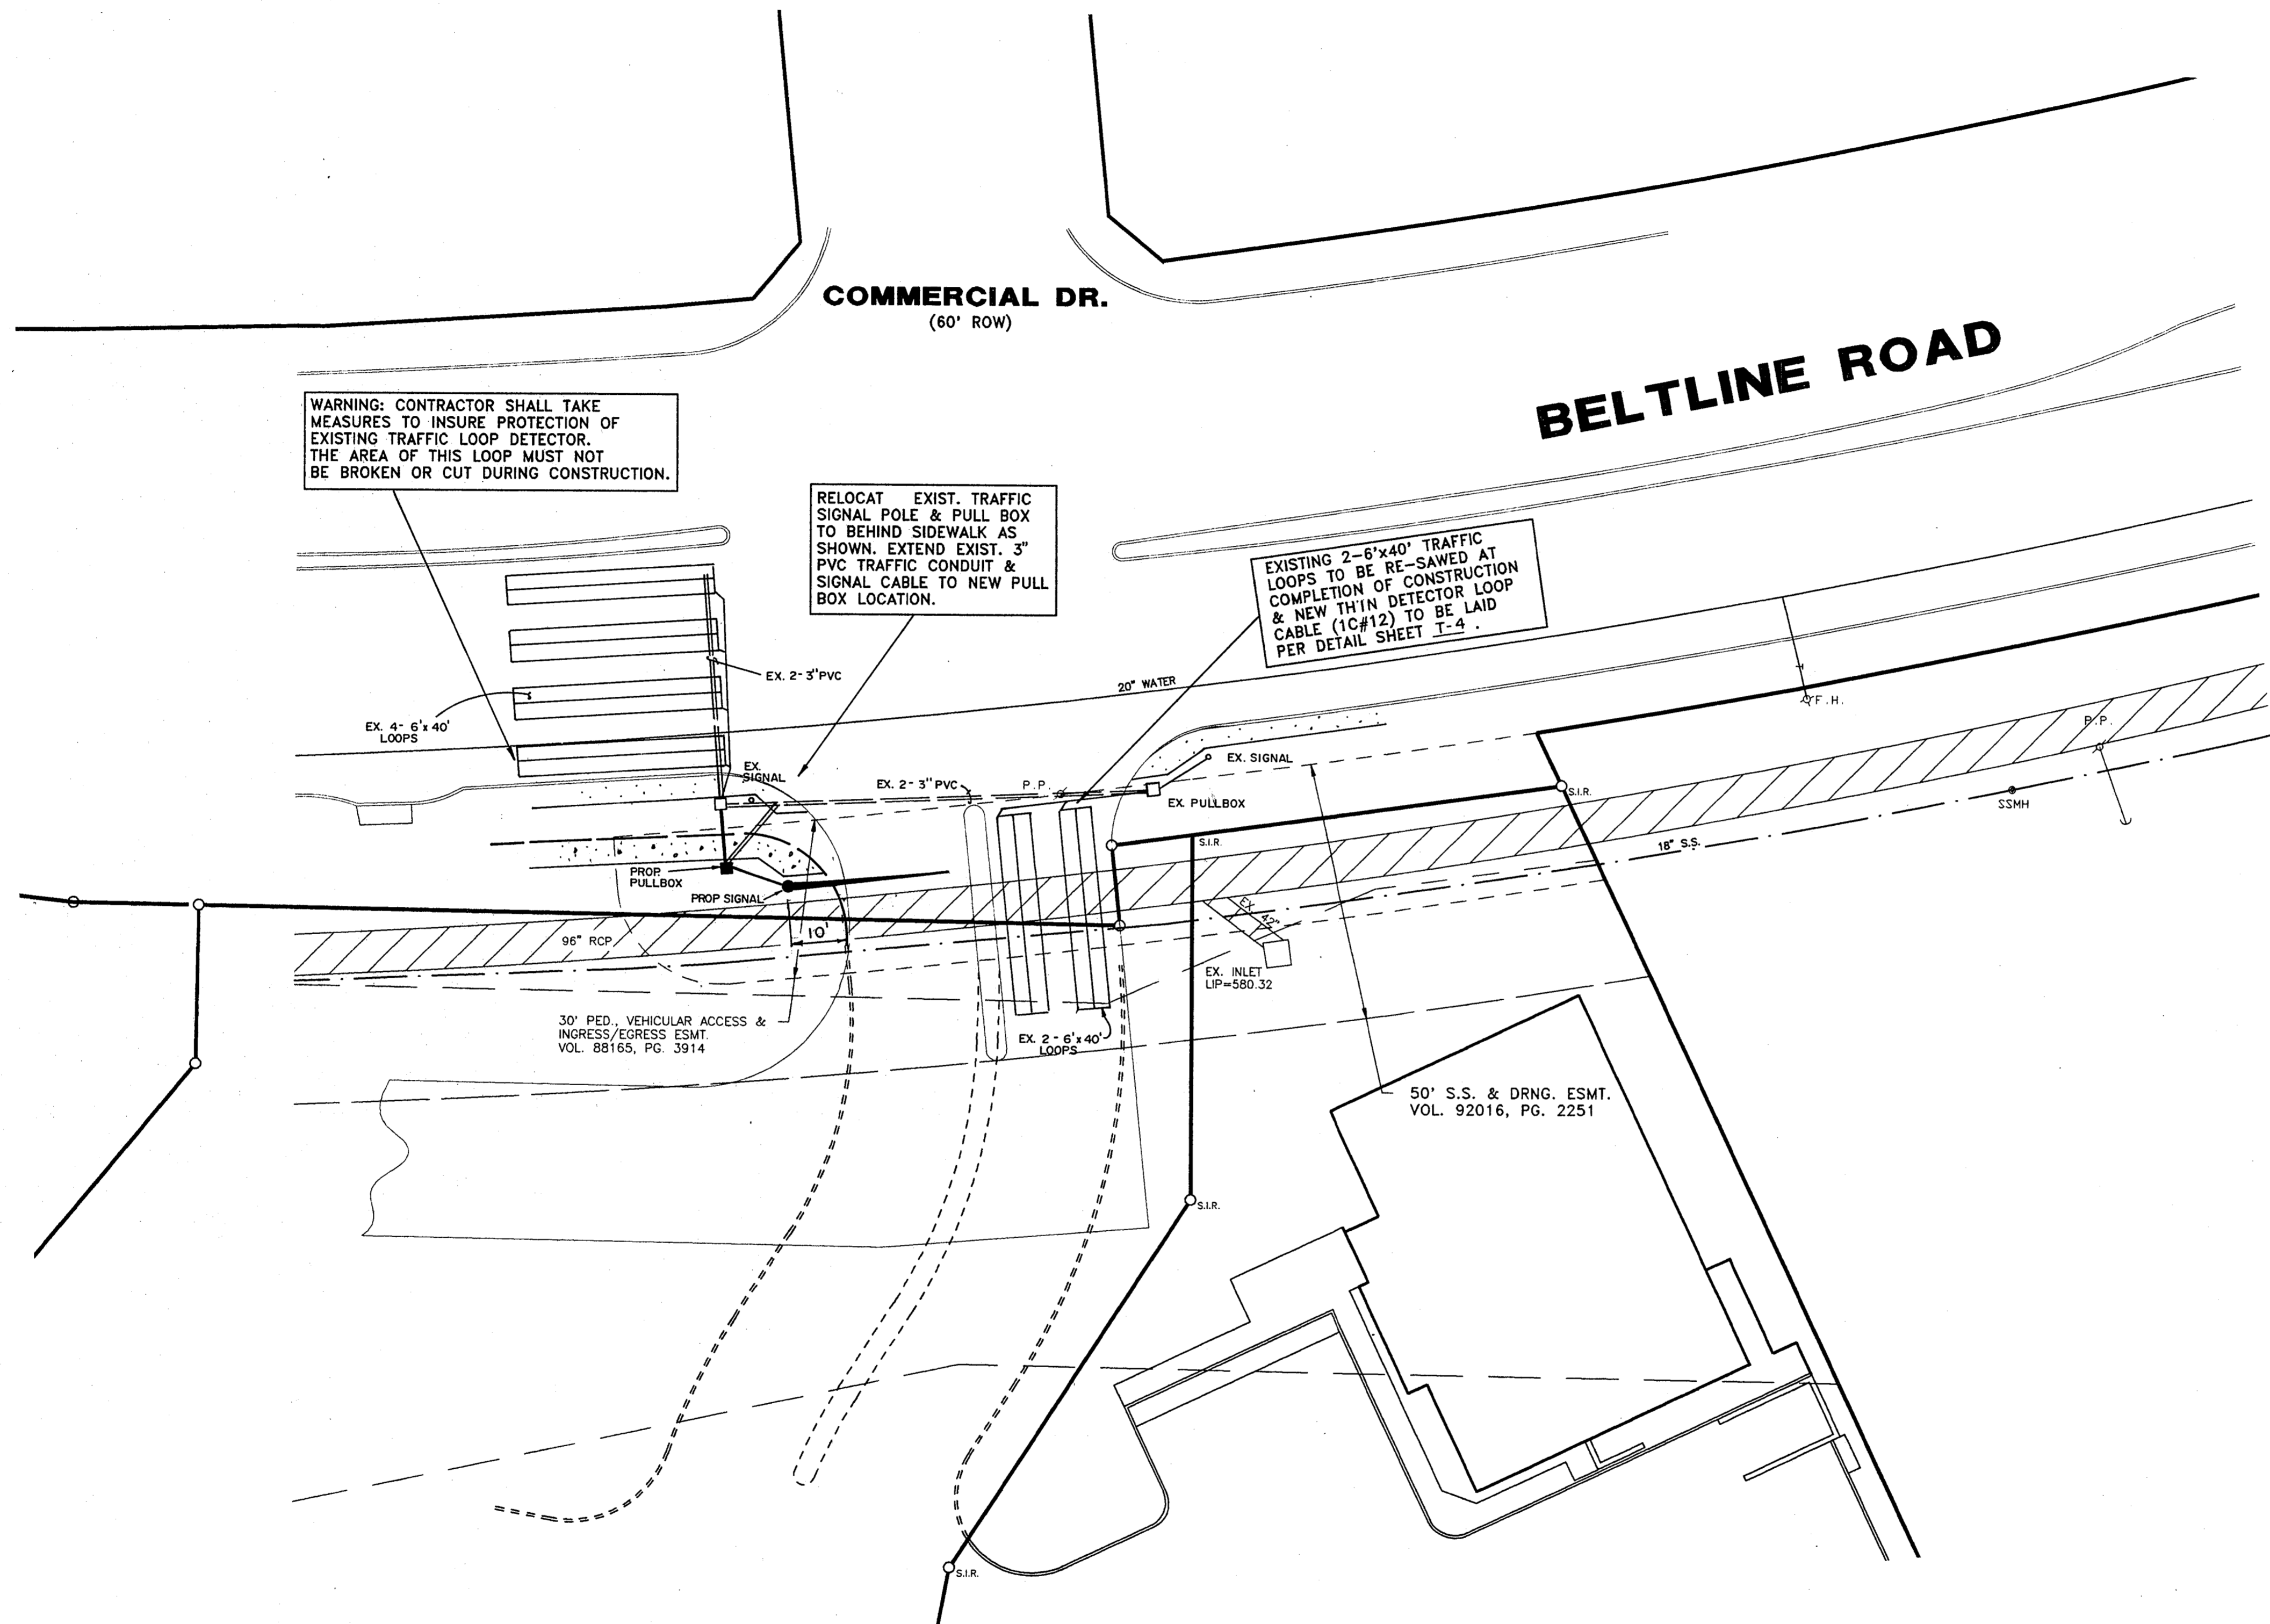 COMMERCIAL DR.
(60' ROW)
BELTLINE ROAD
WARNING: CONTRACTOR SHALL TAKE
MEASURES TO INSURE PROTECTION OF
EXISTING TRAFFIC LOOP DETECTOR.
THE AREA OF THIS LOOP MUST NOT
BE BROKEN OR CUT DURING CONSTRUCTION.
RELOCAT EXIST. TRAFFIC
SIGNAL POLE & PULL BOX
TO BEHIND SIDEWALK AS
SHOWN. EXTEND EXIST. 3"
PVC TRAFFIC CONDUIT &
SIGNAL CABLE TO NEW PULL
BOX LOCATION.
EXISTING 2-6'x40' TRAFFIC
LOOPS TO BE RE-SAWED AT
COMPLETION OF CONSTRUCTION
& NEW TH'IN DETECTOR LOOP
CABLE (1C#12) TO BE LAID
PER DETAIL SHEET T-4 .
EX. 2-3"PVC
20" WATER
EX. 4- 6'x 40'
LOOPS
F.H.
P.P.
EX.
SIGNAL
EX. 2-3" PVC
P.P.
EX. SIGNAL
EX. PULLBOX
S.I.R.
SSMH
S.I.R.
18" S.S.
PROP.
PULLBOX
PROP SIGNAL
10'
96" RCP
EX. 42"
EX. INLET
LIP=580.32
30' PED., VEHICULAR ACCESS &
INGRESS/EGRESS ESMT.
VOL. 88165, PG. 3914
EX. 2 - 6'x 40'
LOOPS
50' S.S. & DRNG. ESMT.
VOL. 92016, PG. 2251
S.I.R.
S.I.R.